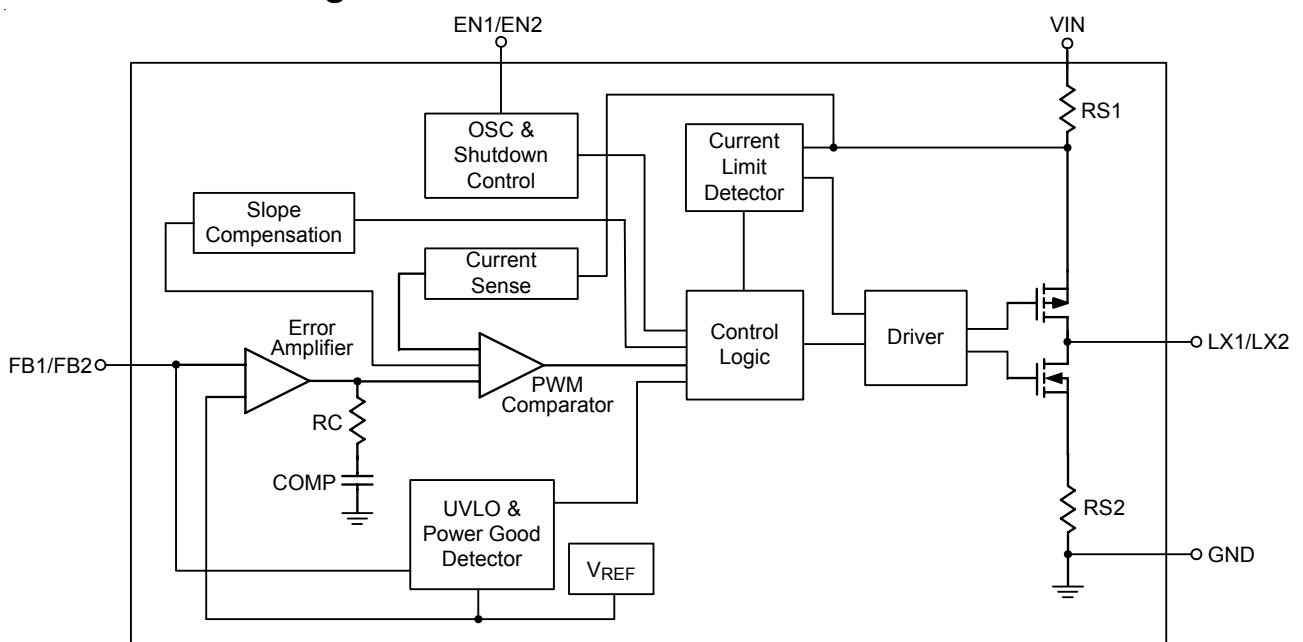 EN1/EN2
VIN
RS1
OSC &
Shutdown
Control
Current
Limit
Detector
Slope
Compensation
Current
Sense
Error
Amplifier
Control
Logic
Driver
LX1/LX2
FB1/FB2
PWM
Comparator
RC
COMP
UVLO &
Power Good
Detector
VREF
RS2
GND